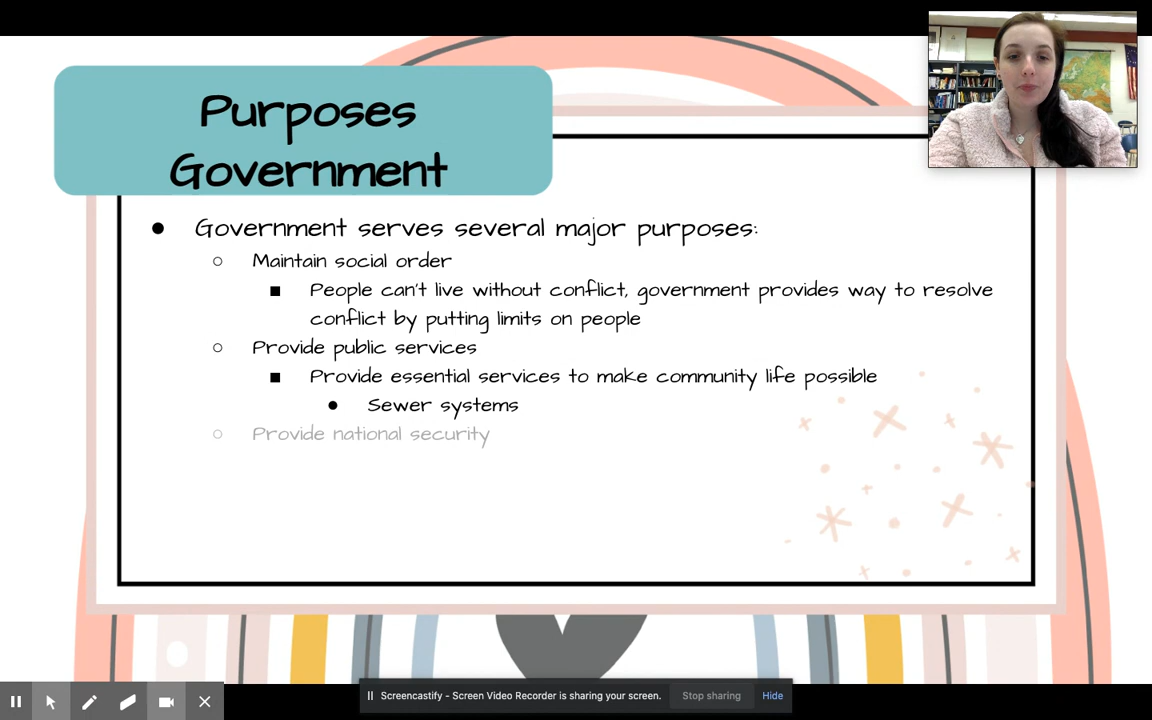 Purposes
Government
● Government serves several major purposes:
○ Maintain social order
■ People can't live without conflict, government provides way to resolve
conflict by putting limits on people
○ Provide public services
■ Provide essential services to make community life possible
● Sewer systems
○ Provide national security
Screencastify - Screen Video Recorder is sharing your screen. Stop sharing Hide